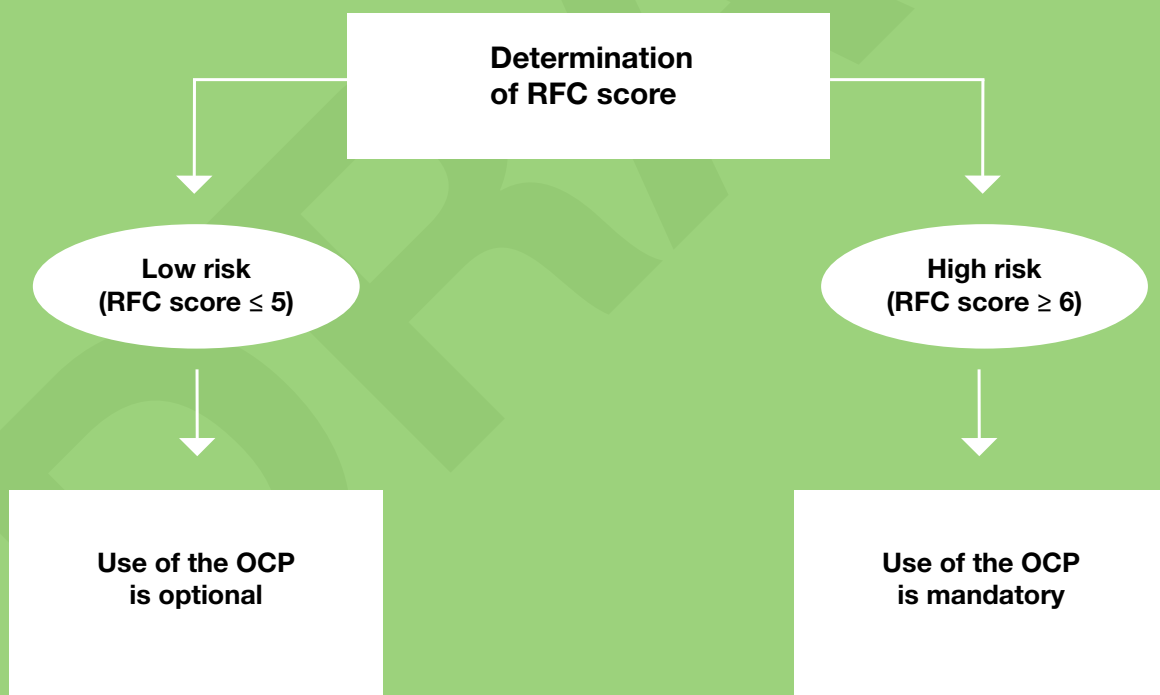 Determination
of RFC score
Low risk
(RFC score ≤ 5)
High risk
(RFC score ≥ 6)
Use of the OCP
is optional
Use of the OCP
is mandatory